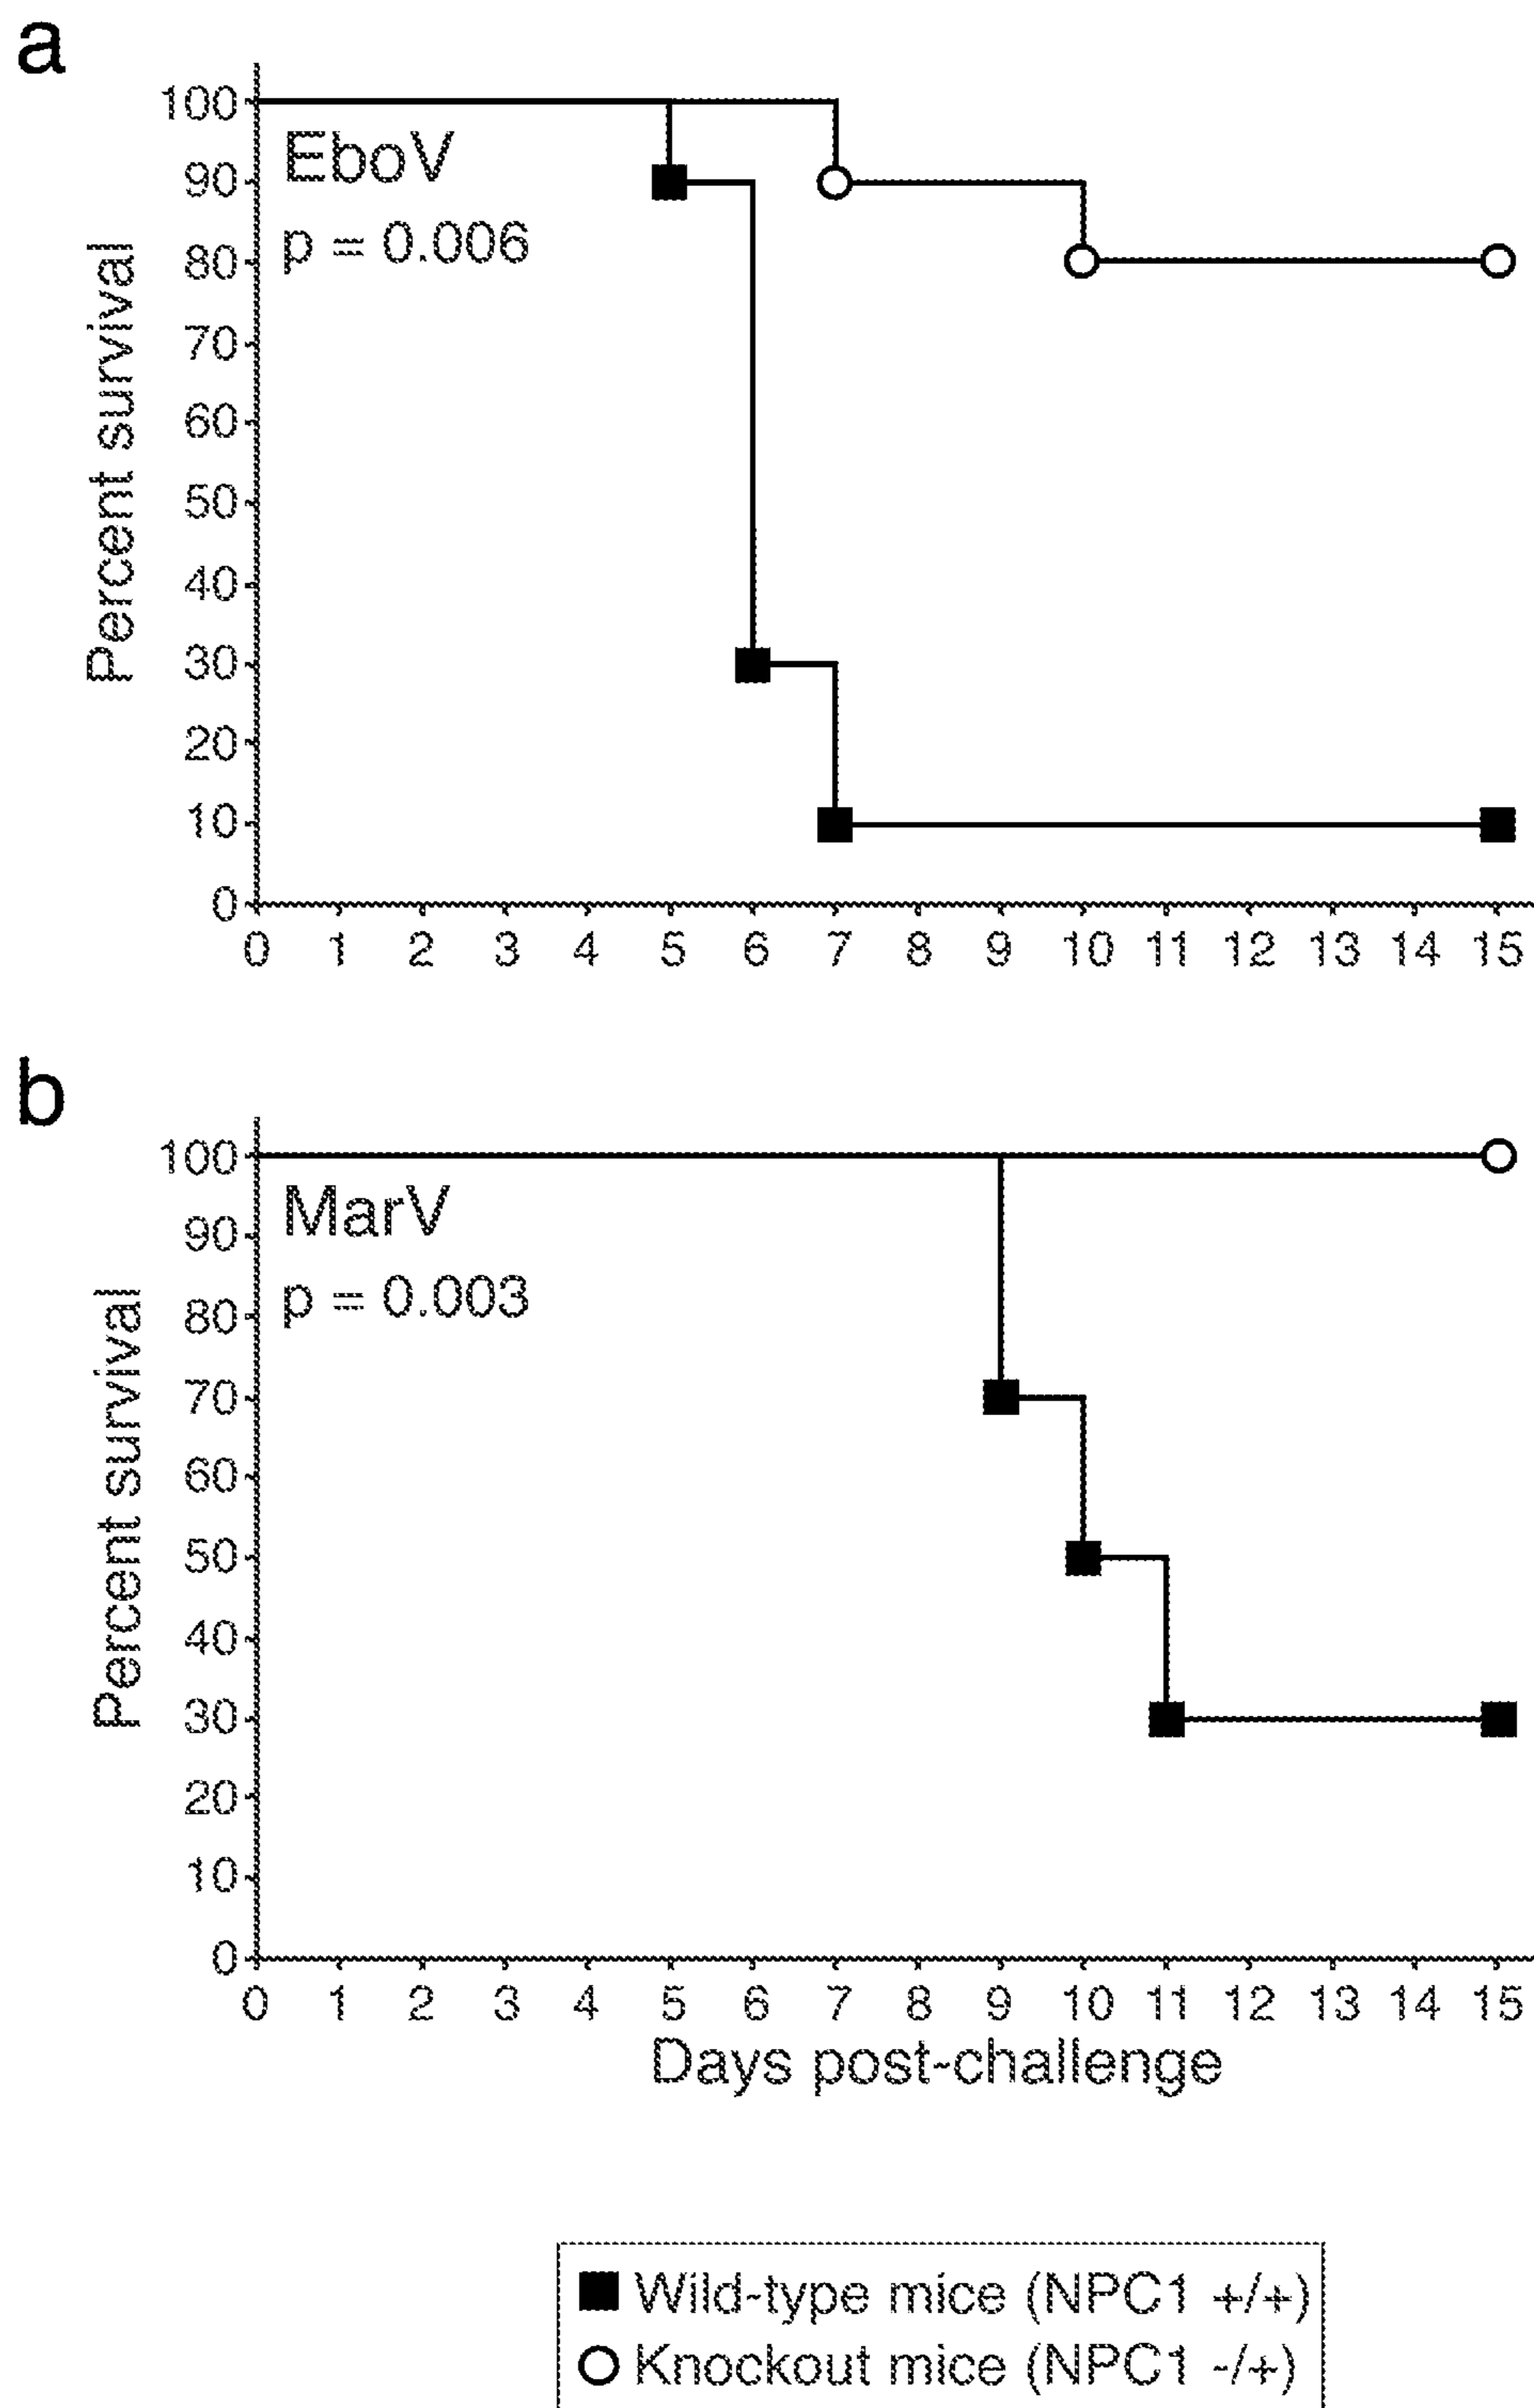 a
100
90
80
70
60
50
40
30
20
10
0
Percent survival
EboV
p = 0.006
0 1 2 3 4 5 6 7 8 9 10 11 12 13 14 15
b
100
90
80
70
60
50
40
30
20
10
0
Percent survival
MarV
p = 0.003
0 1 2 3 4 5 6 7 8 9 10 11 12 13 14 15
Days post-challenge
Wild-type mice (NPC1 +/+)
Knockout mice (NPC1 -/+)